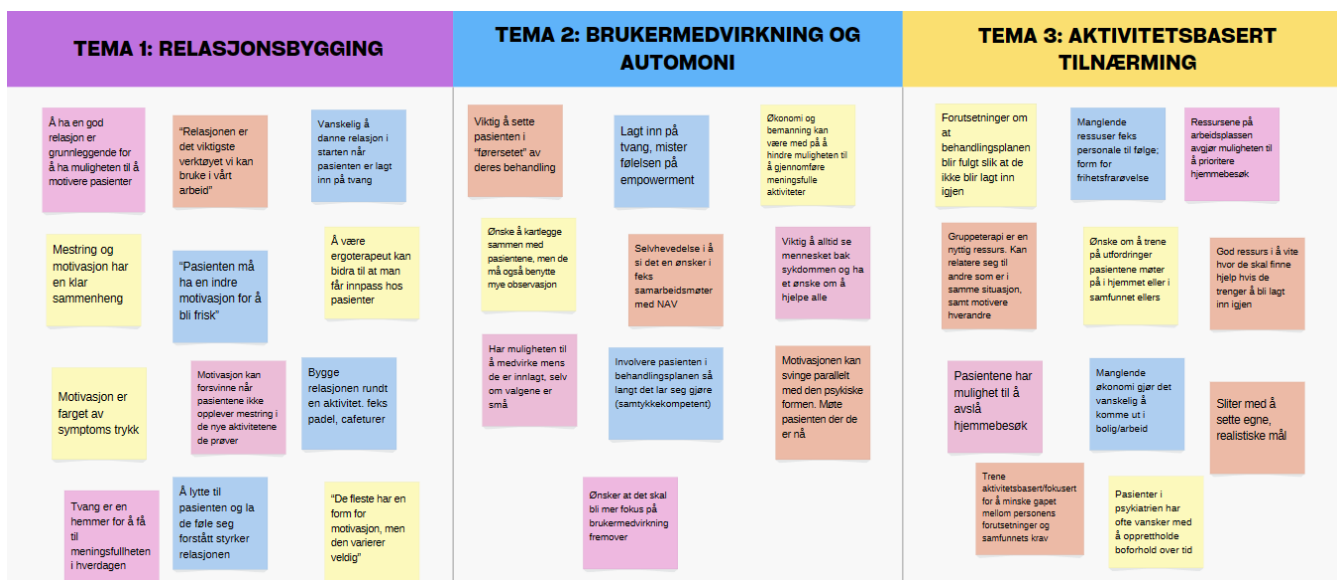 TEMA 1: RELASJONSBYGGING
Å ha en god
relasjon er
grunnleggende for
å ha muligheten til å
motivere pasienter
“Relasjonen er
det viktigste
verktøyet vi kan
bruke i vårt
arbeid”
Vanskelig å
danne relasjon i
starten når
pasienten er lagt
inn på tvang
Mestring og
motivasjon har
en klar
sammenheng
“Pasienten må
ha en indre
motivasjon for å
bli frisk”
Å være
ergoterapeut kan
bidra til at man
får innpass hos
pasienter
Motivasjon er
farget av
symptoms trykk
Motivasjon kan
forsvinne når
pasientene ikke
opplever mestring i
de nye aktivitetene
de prøver
Bygge
relasjonen rundt
en aktivitet. feks
padel, cafeturer
Tvang er en
hemmer for å få
til
meningsfullheten
i hverdagen
Å lytte til
pasienten og la
de føle seg
forstått styrker
relasjonen
“De fleste har en
form for
motivasjon, men
den varierer
veldig”
TEMA 2: BRUKERMEDVIRKNING OG
AUTOMONI
Viktig å sette
pasienten i
“førersetet” av
deres behandling
Lagt inn på
tvang, mister
følelsen på
empowerment
Økonomi og
bemanning kan
være med på å
hindre muligheten til
å gjennomføre
meningsfulle
aktiviteter
Ønske å kartlegge
sammen med
pasientene, men de
må også benytte
mye observasjon
Selvhevedelse i å
si det en ønsker i
feks
samarbeidsmøter
med NAV
Viktig å alltid se
mennesket bak
sykdommen og ha
et ønske om å
hjelpe alle
Har muligheten til
å medvirke mens
de er innlagt, selv
om valgene er
små
Involvere pasienten i
behandlingsplanen så
langt det lar seg gjøre
(samtykkekompetent)
Motivasjonen kan
svinge parallelt
med den psykiske
formen. Møte
pasienten der de
er nå
Ønsker at det skal
bli mer fokus på
brukermedvirkning
fremover
TEMA 3: AKTIVITETSBASERT
TILNÆRMING
Forutsetninger om
at
behandlingsplanen
blir fulgt slik at de
ikke blir lagt inn
igjen
Manglende
ressuser feks
personale til følge;
form for
frihetsfrarøvelse
Ressursene på
arbeidsplassen
avgjør muligheten til
å prioritere
hjemmebesøk
Gruppeterapi er en
nyttig ressurs. Kan
relatere seg til
andre som er i
samme situasjon,
samt motivere
hverandre
Ønske om å trene
på utfordringer
pasientene møter
på i hjemmet eller i
samfunnet ellers
God ressurs i å vite
hvor de skal finne
hjelp hvis de
trenger å bli lagt
inn igjen
Pasientene har
mulighet til å
avslå
hjemmebesøk
Manglende
økonomi gjør det
vanskelig å
komme ut i
bolig/arbeid
Sliter med å
sette egne,
realistiske mål
Trene
aktivitetsbasert/fokusert
for å minske gapet
mellom personens
forutsetninger og
samfunnets krav
Pasienter i
psykiatrien har
ofte vansker med
å opprettholde
boforhold over tid